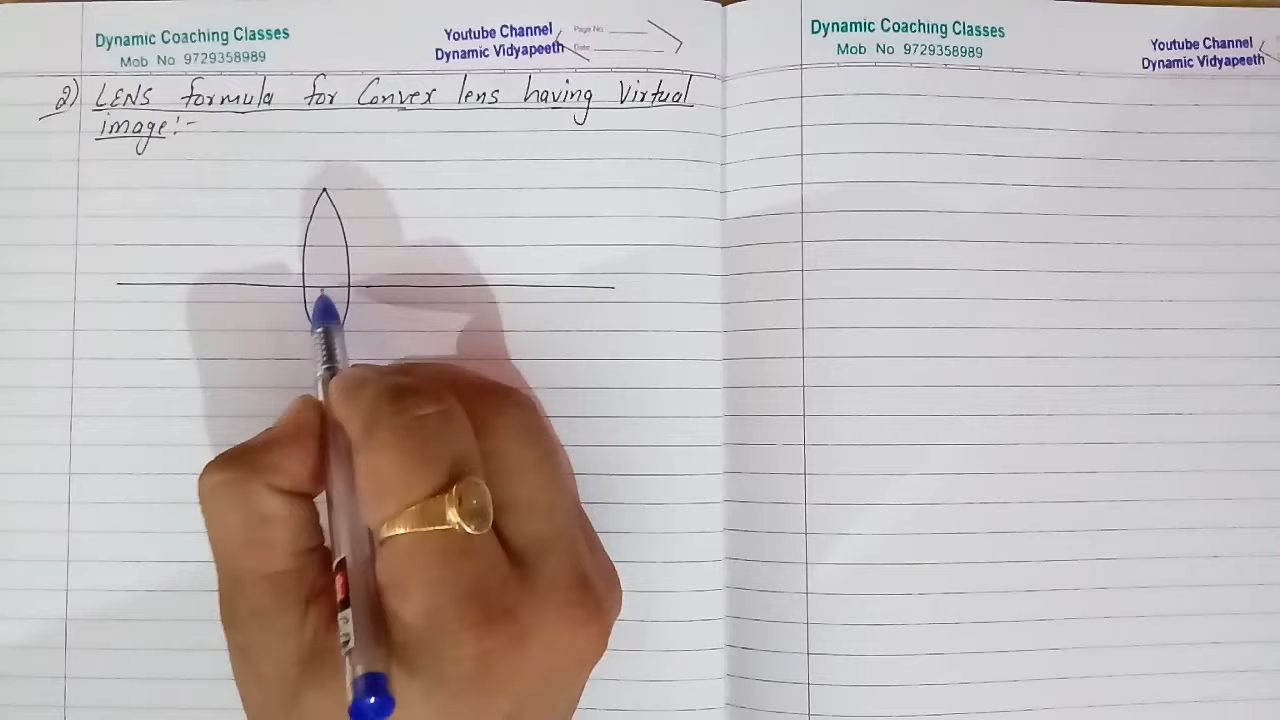 Dynamic Coaching Classes
Mob No 9729358989
Youtube Channel
Dynamic Vidyapeeth
Page No.
Date
2) LENS formula for Convex lens having Virtual
image:-
Dynamic Coaching Classes
Mob No 9729358989
Youtube Channel
Dynamic Vidyapeeth